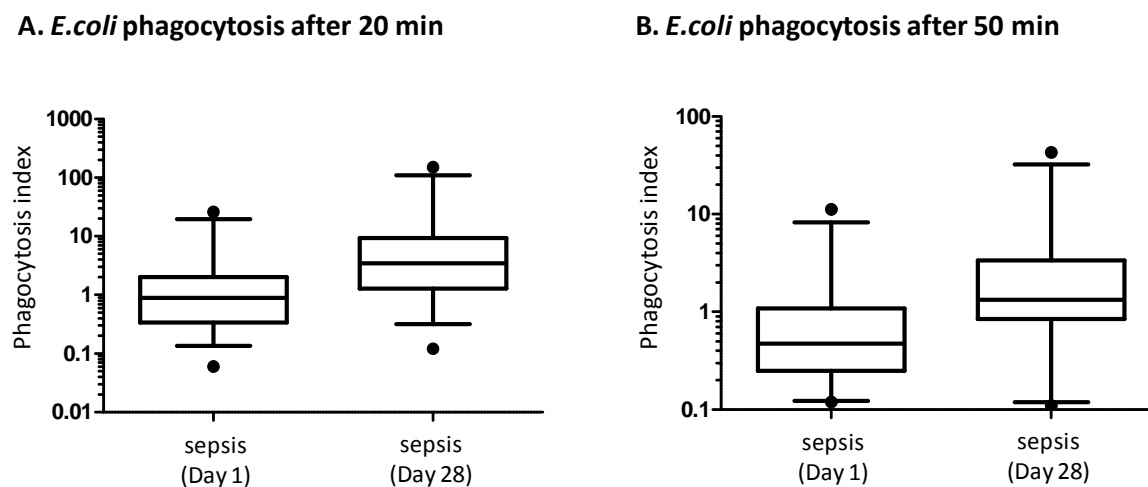 A. E.coli phagocytosis after 20 min
1000
100
10
1
0.1
0.01
Phagocytosis index
sepsis
(Day 1)
sepsis
(Day 28)
B. E.coli phagocytosis after 50 min
100
10
1
0.1
Phagocytosis index
sepsis
(Day 1)
sepsis
(Day 28)